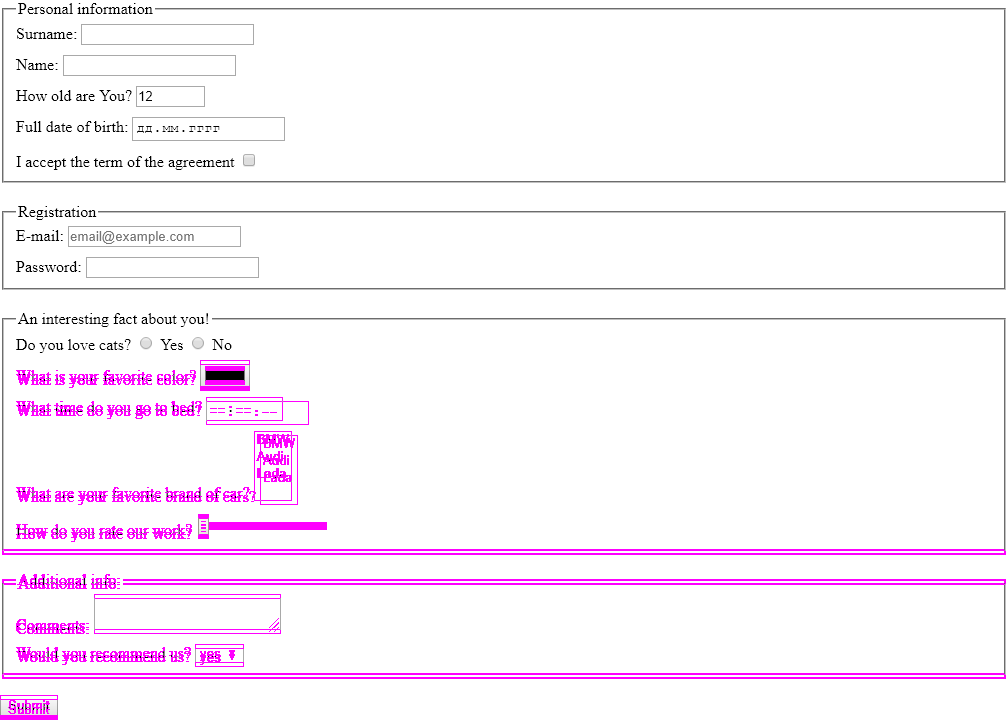 Personal information
Surname:
Name:
How old are You? 12
Full date of birth: дд.мм.гггг
I accept the term of the agreement
Registration
E-mail: email@example.com
Password:
An interesting fact about you!
Do you love cats? Yes No
What is your favorite color?
What time do you go to bed? --:--:--
BMW
Audi
Lada
What are your favorite brand of cars?
How do you rate our work?
Additional info:
Comments:
Would you recommend us? yes
Submit